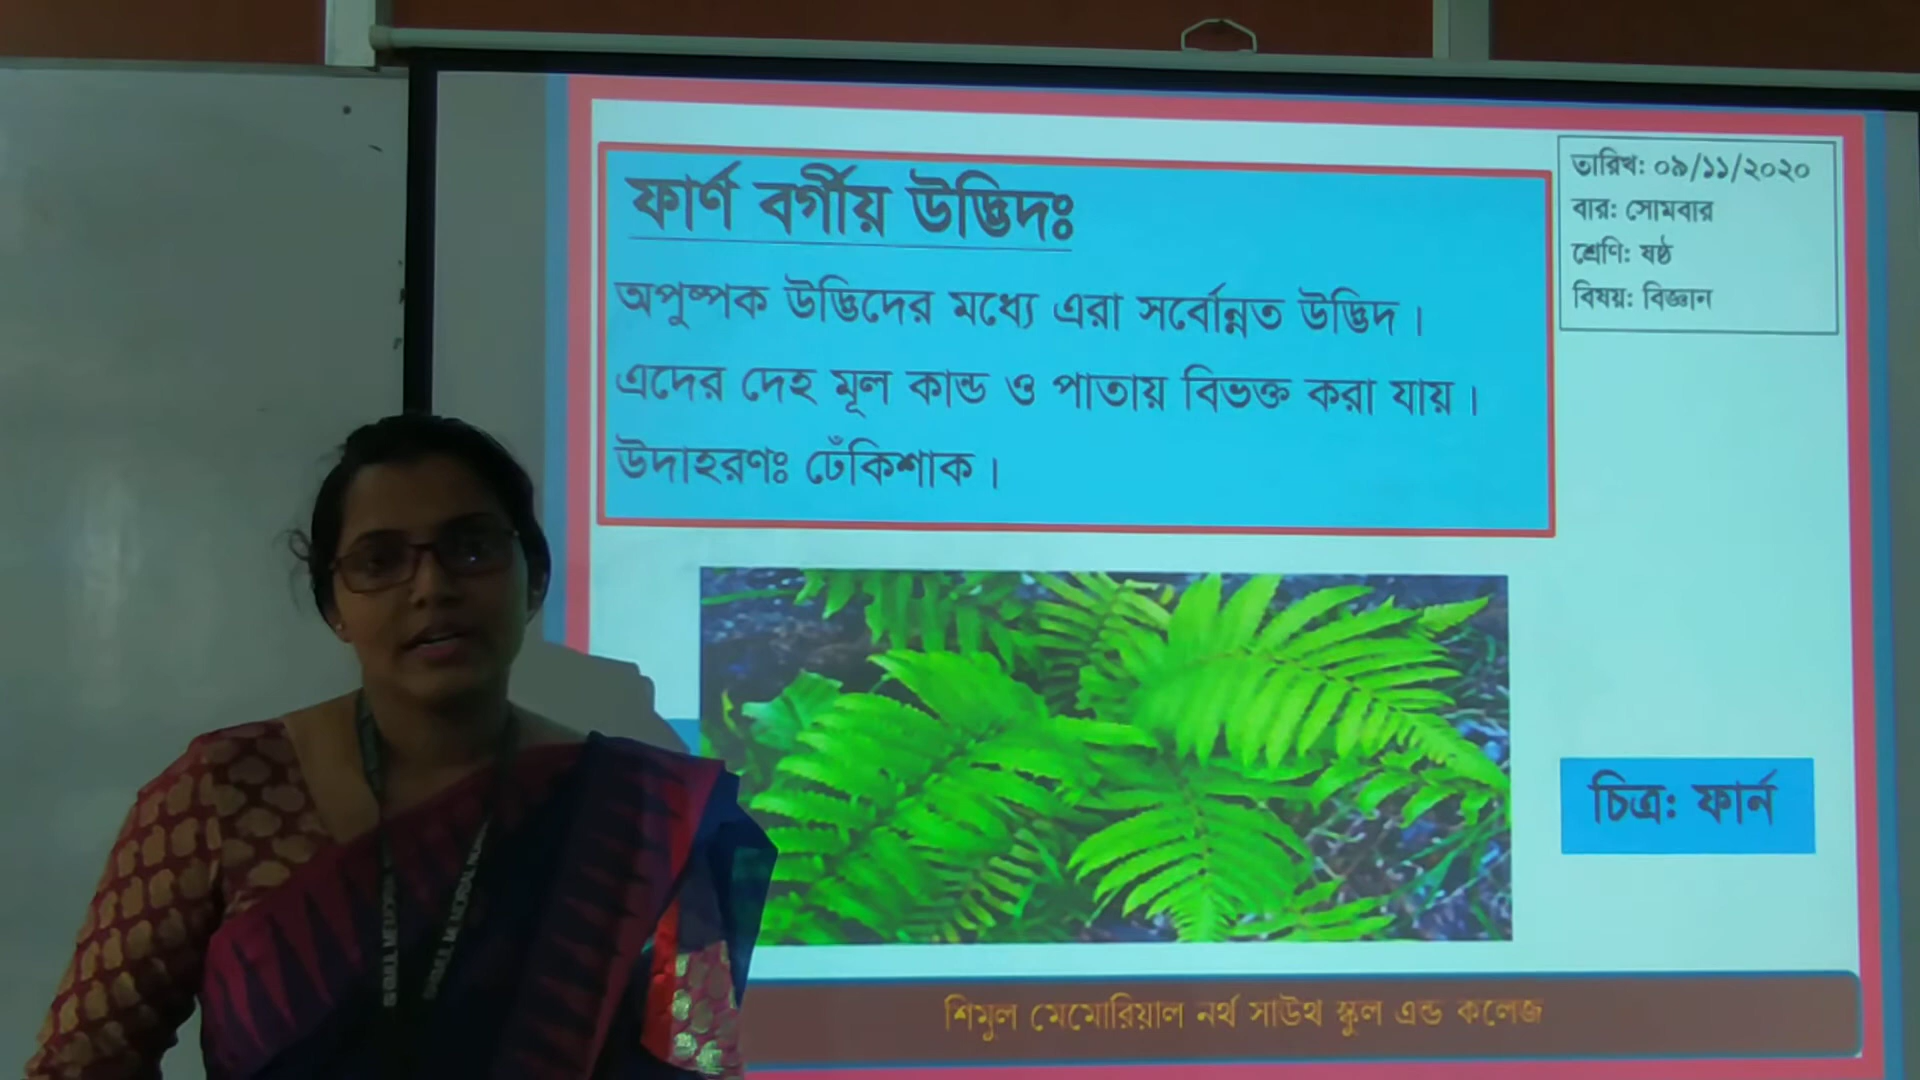 ফার্ণ বর্গীয় উদ্ভিদঃ
অপুষ্পক উদ্ভিদের মধ্যে এরা সর্বোন্নত উদ্ভিদ।
এদের দেহ মূল কান্ড ও পাতায় বিভক্ত করা যায়।
উদাহরণঃ ঢেঁকিশাক।
তারিখ: ০৯/১১/২০২০
বার: সোমবার
শ্রেণি: ষষ্ঠ
বিষয়: বিজ্ঞান
চিত্র: ফার্ন
শিমুল মেমোরিয়াল নর্থ সাউথ স্কুল এন্ড কলেজ